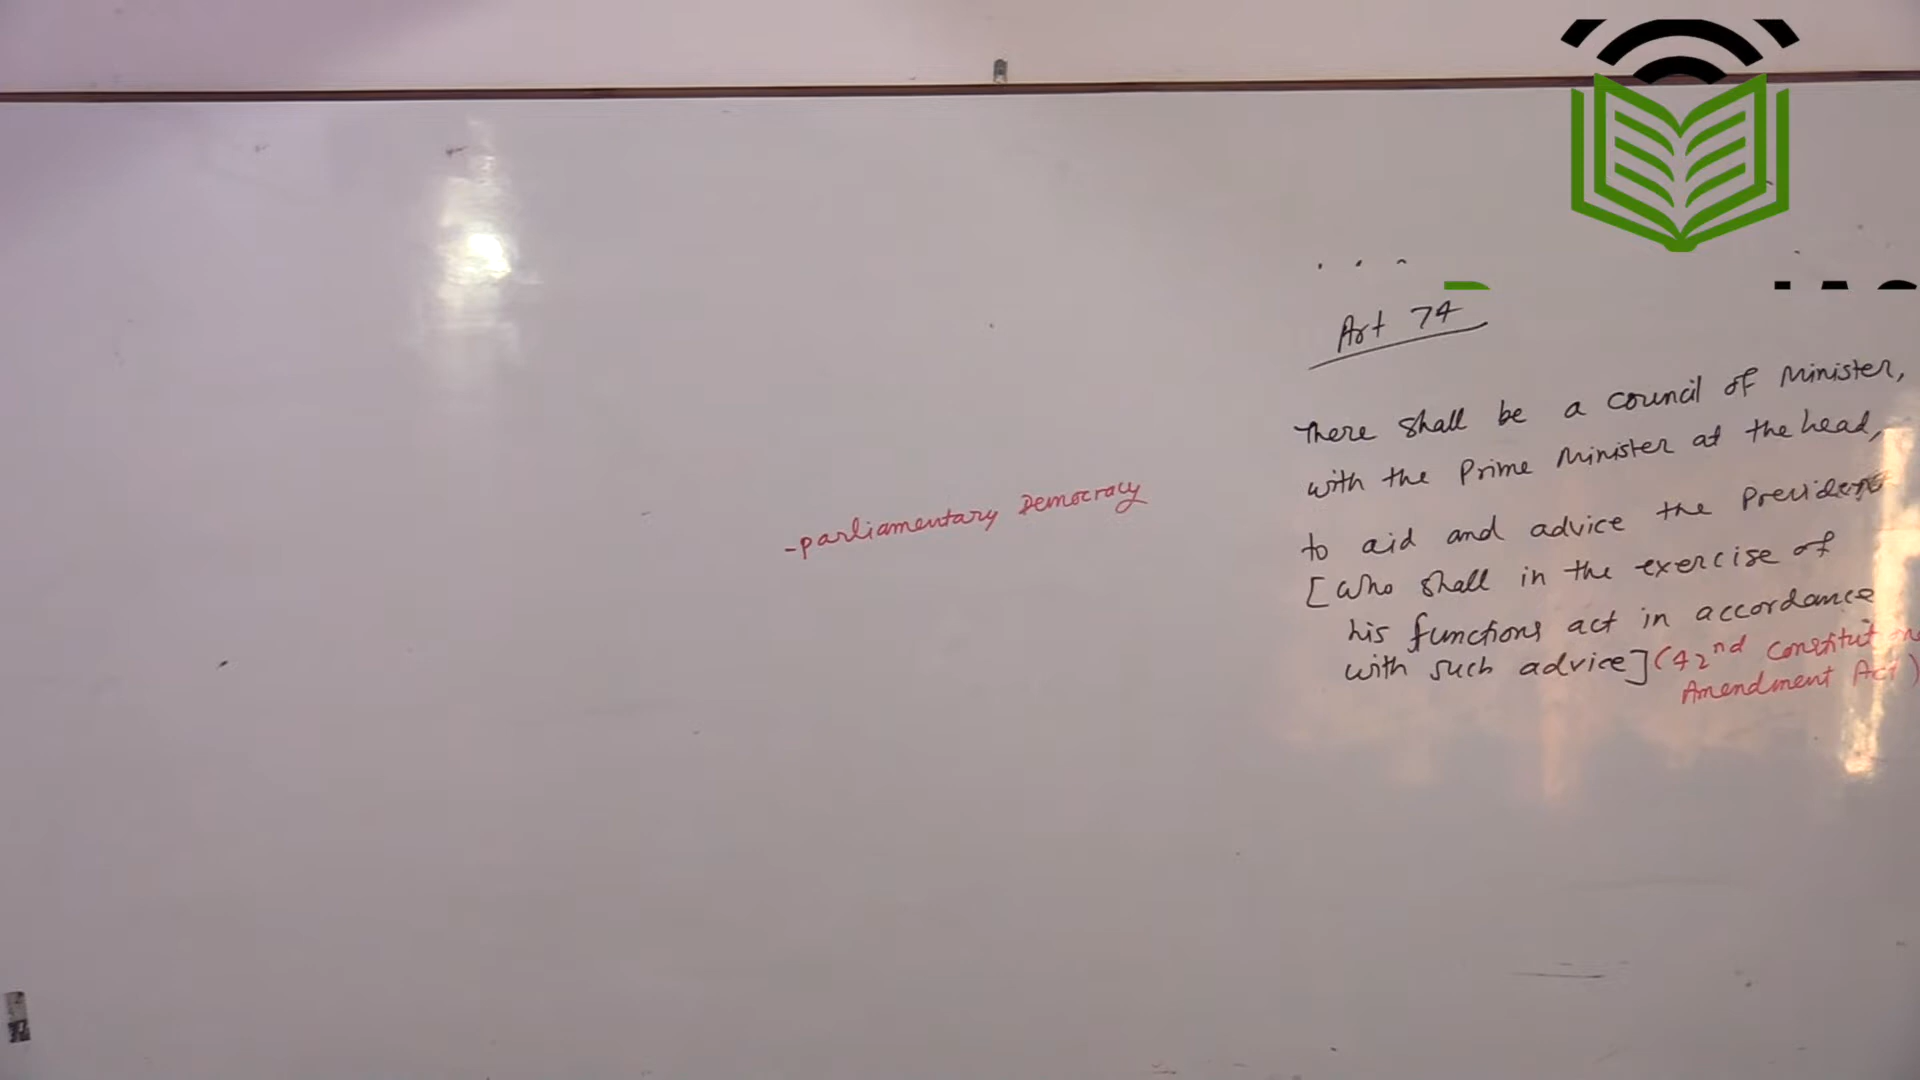 Art 74
There shall be a council of Minister,
with the Prime Minister at the head,
to aid and advice the President
[who shall in the exercise of
his functions act in accordance
with such advice] (42nd Constitution
Amendment Act)
-parliamentary Democracy